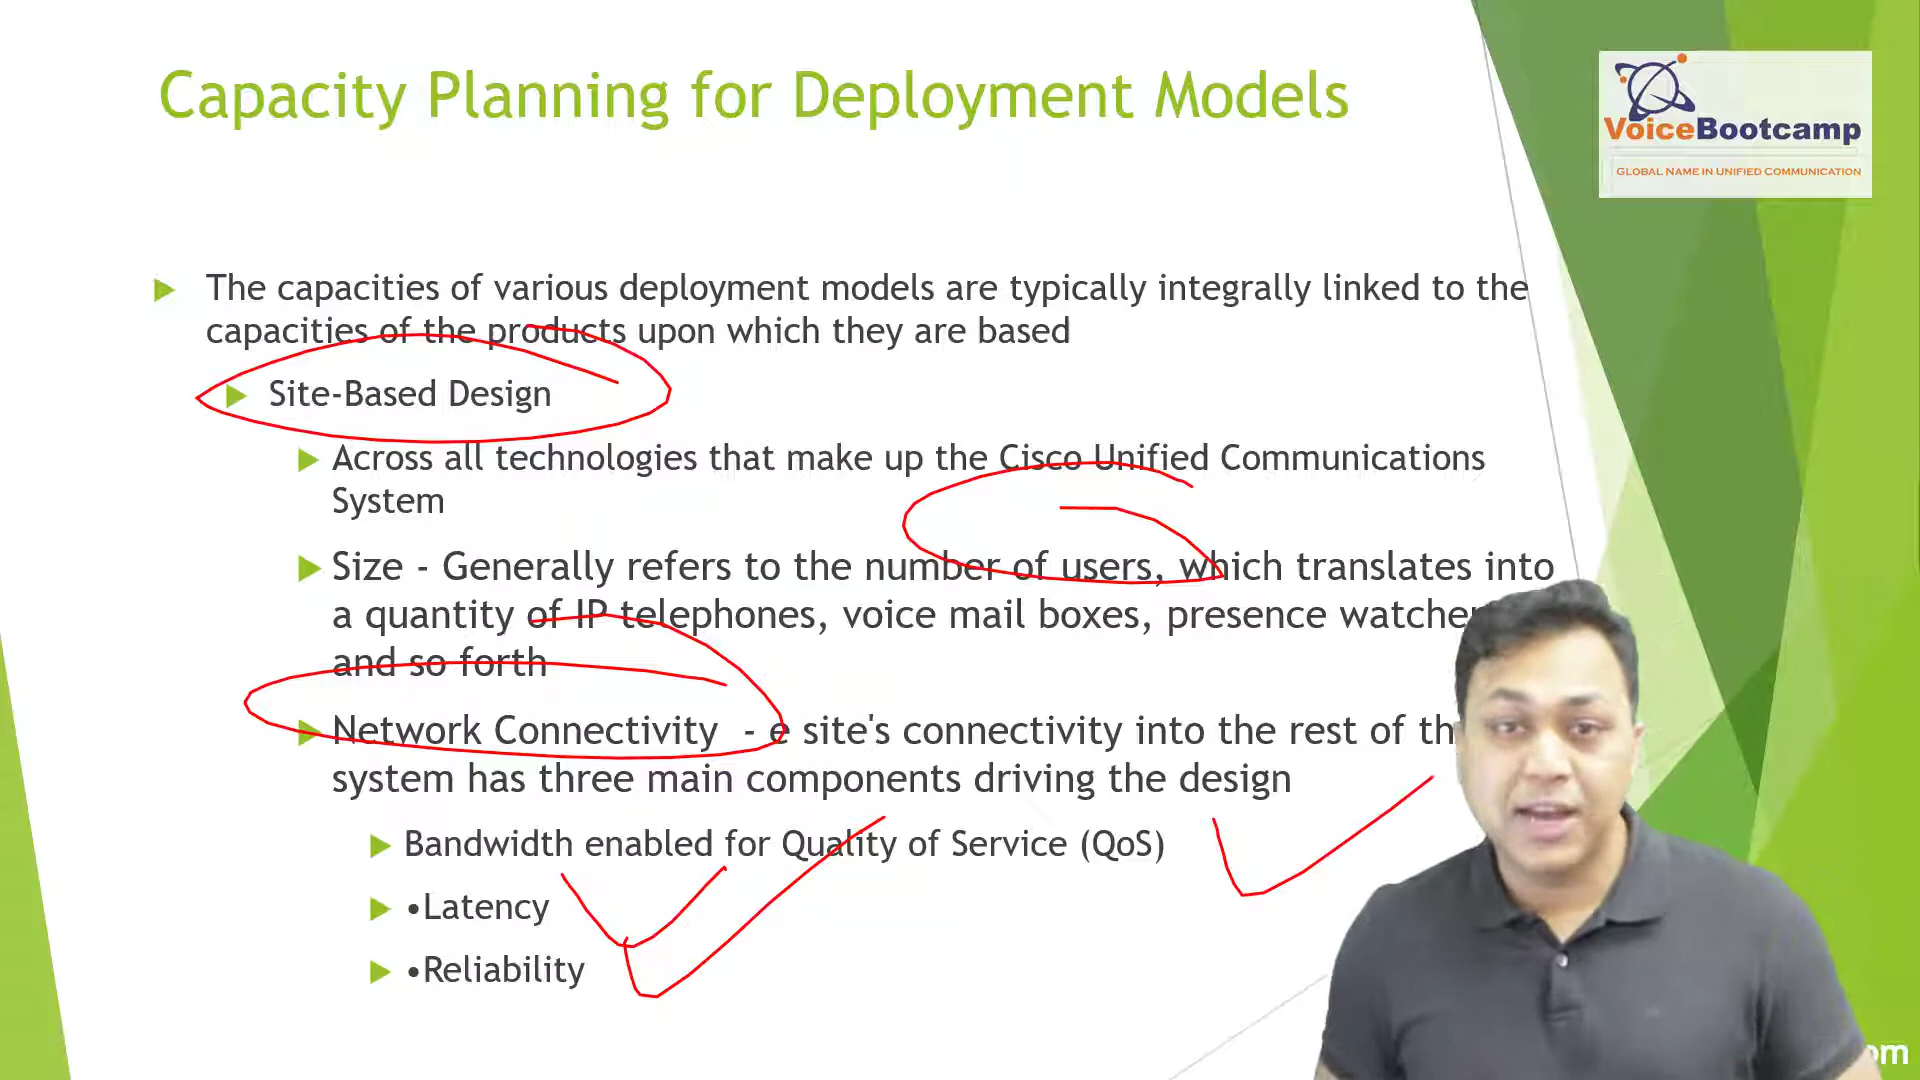 Capacity Planning for Deployment Models
VoiceBootcamp
GLOBAL NAME IN UNIFIED COMMUNICATION
The capacities of various deployment models are typically integrally linked to the
capacities of the products upon which they are based
Site-Based Design
Across all technologies that make up the Cisco Unified Communications
System
Size - Generally refers to the number of users, which translates into
a quantity of IP telephones, voice mail boxes, presence
and so forth
Network Connectivity - e site's connectivity into the rest of
system has three main components driving the design
Bandwidth enabled for Quality of Service (QoS)
•Latency
•Reliability